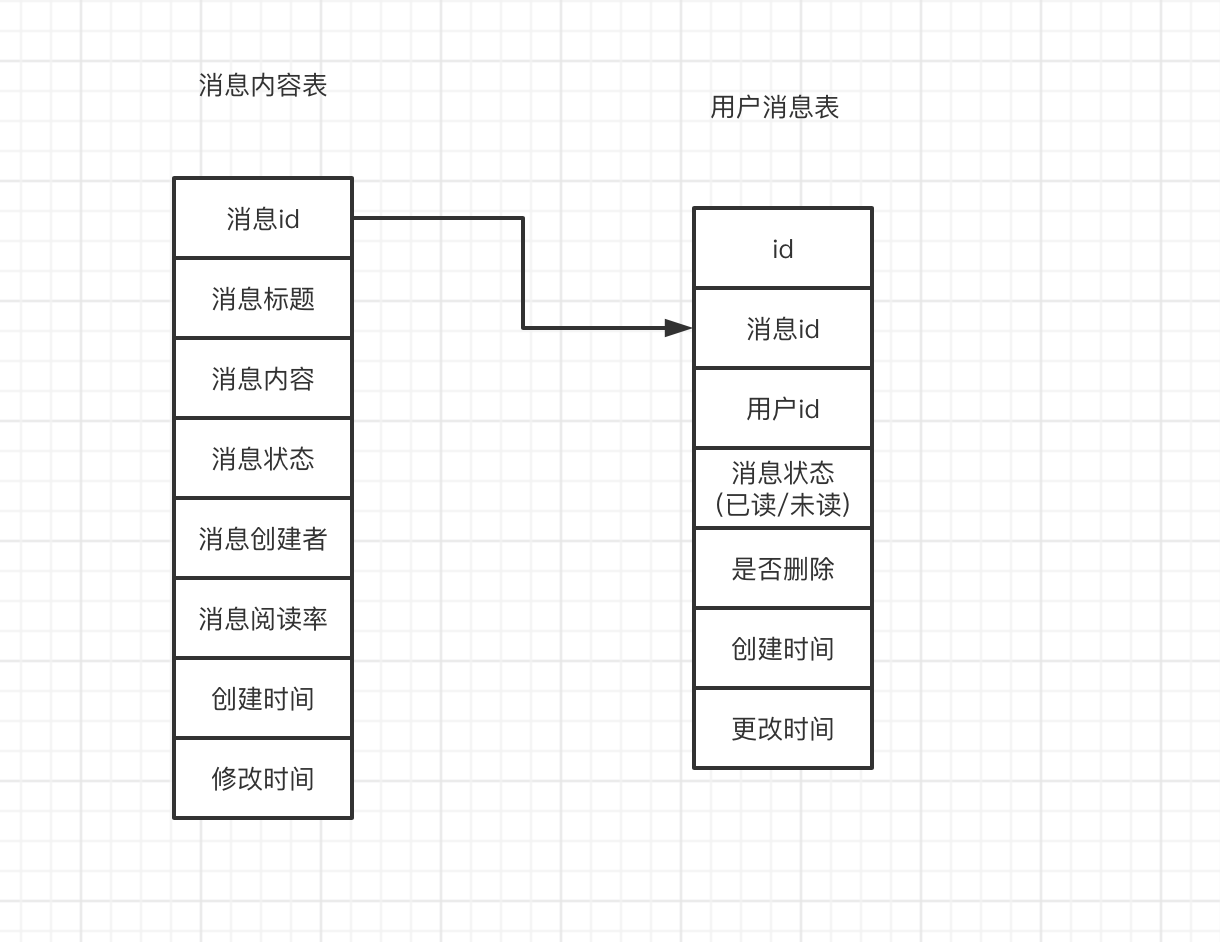 消息内容表
消息id
消息标题
消息内容
消息状态
消息创建者
消息阅读率
创建时间
修改时间
用户消息表
id
消息id
用户id
消息状态
(已读/未读)
是否删除
创建时间
更改时间